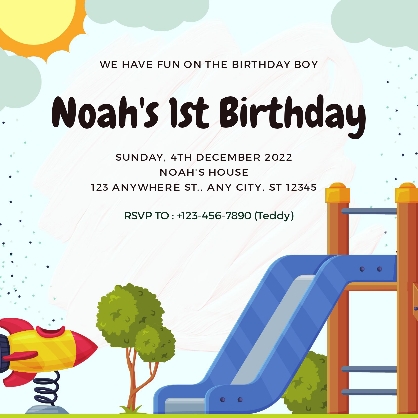 WE HAVE FUN ON THE BIRTHDAY BOY
Noah's 1st Birthday
SUNDAY, 4TH DECEMBER 2022
NOAH'S HOUSE
123 ANYWHERE ST., ANY CITY, ST 12345
RSVP TO : +123-456-7890 (Teddy)